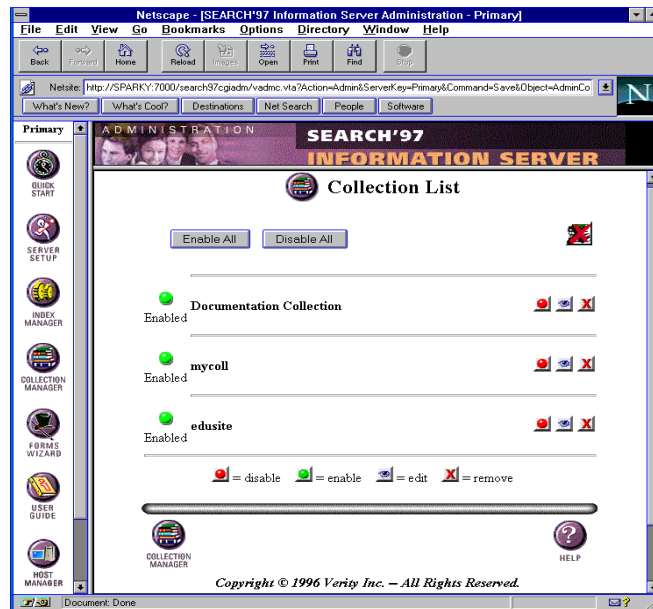 Netscape - [SEARCH'97 Information Server Administration - Primary]
File Edit View Go Bookmarks Options Directory Window Help
Back Forward Home Reload Images Open Print Find Stop
Netsite: http://SPARKY:7000/search97cgiadm/vadmc.vta?Action=Admin&ServerKey=Primary&Command=Save&Object=AdminCo
What's New? What's Cool? Destinations Net Search People Software
Primary
ADMINISTRATION
SEARCH'97
INFORMATION SERVER
QUICK
START
SERVER
SETUP
INDEX
MANAGER
COLLECTION
MANAGER
FORMS
WIZARD
USER
GUIDE
HOST
MANAGER
Collection List
Enable All Disable All
Documentation Collection
Enabled
mycoll
Enabled
edusite
Enabled
= disable = enable = edit X = remove
COLLECTION
MANAGER
HELP
Copyright © 1996 Verity Inc. — All Rights Reserved.
Document: Done
N